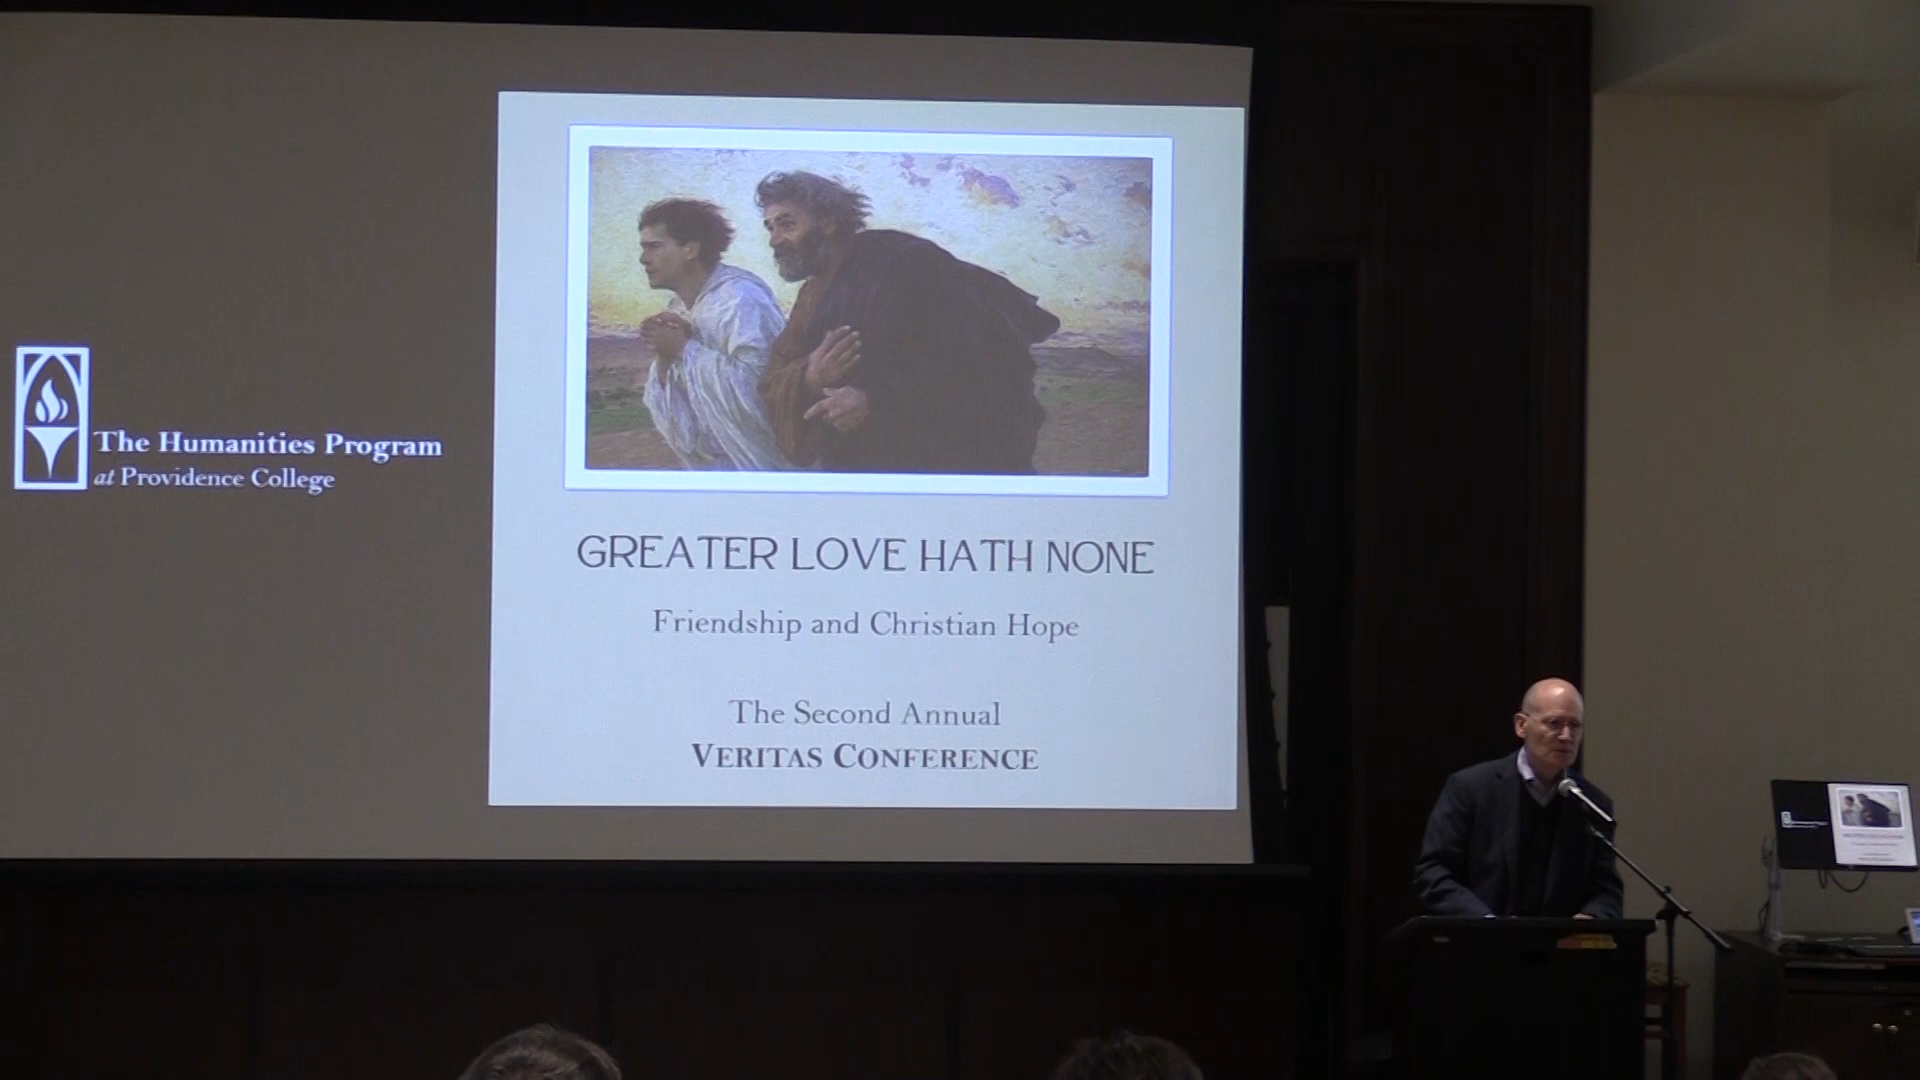 The Humanities Program
at Providence College
GREATER LOVE HATH NONE
Friendship and Christian Hope
The Second Annual
VERITAS CONFERENCE